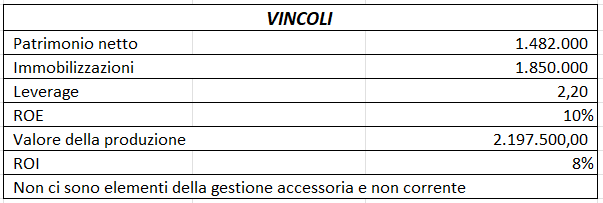 VINCOLI
Patrimonio netto 1.482.000
Immobilizzazioni 1.850.000
Leverage 2,20
ROE 10%
Valore della produzione 2.197.500,00
ROI 8%
Non ci sono elementi della gestione accessoria e non corrente